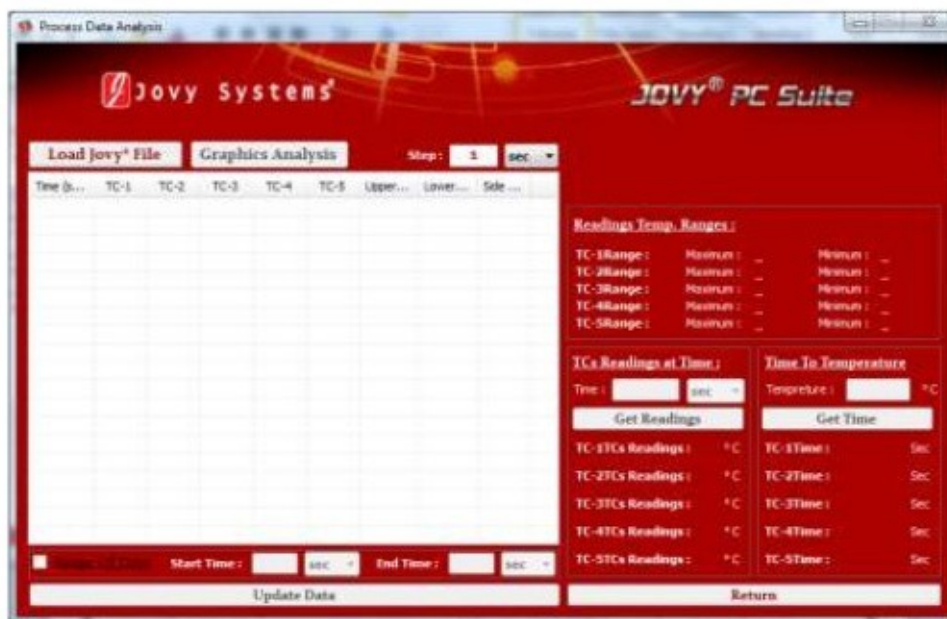 Process Data Analysis
Jovy Systems®
JOVY® PC Suite
Load Jovy® File Graphics Analysis Step : 1 sec
Time (s... TC-1 TC-2 TC-3 TC-4 TC-5 Upper... Lower... Side ...
Readings Temp. Ranges :
TC-1Range : Maximum : _ Minimum : _
TC-2Range : Maximum : _ Minimum : _
TC-3Range : Maximum : _ Minimum : _
TC-4Range : Maximum : _ Minimum : _
TC-5Range : Maximum : _ Minimum : _
TCs Readings at Time : Time To Temperature
Time : sec Tempreture : °C
Get Readings Get Time
TC-1TCs Readings : °C TC-1Time : Sec
TC-2TCs Readings : °C TC-2Time : Sec
TC-3TCs Readings : °C TC-3Time : Sec
TC-4TCs Readings : °C TC-4Time : Sec
TC-5TCs Readings : °C TC-5Time : Sec
Start Time : sec End Time : sec
Update Data Return